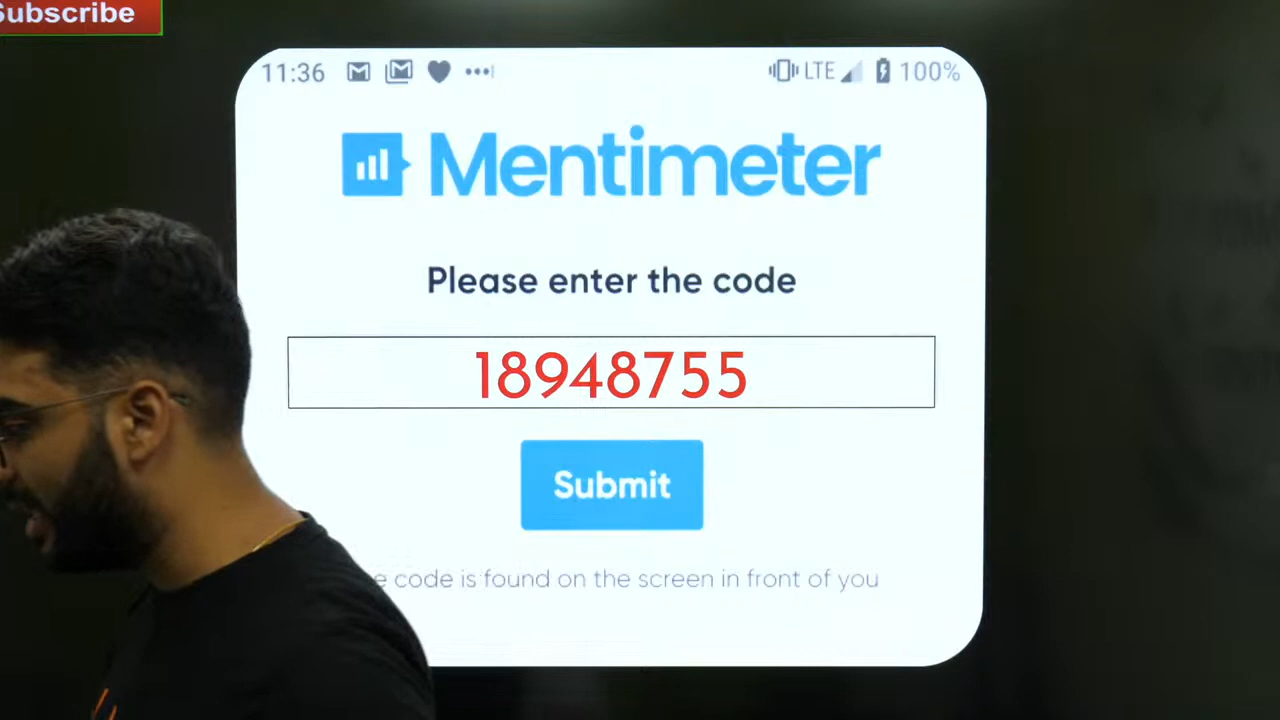 Subscribe
11:36 LTE 100%
Mentimeter
Please enter the code
18948755
Submit
code is found on the screen in front of you